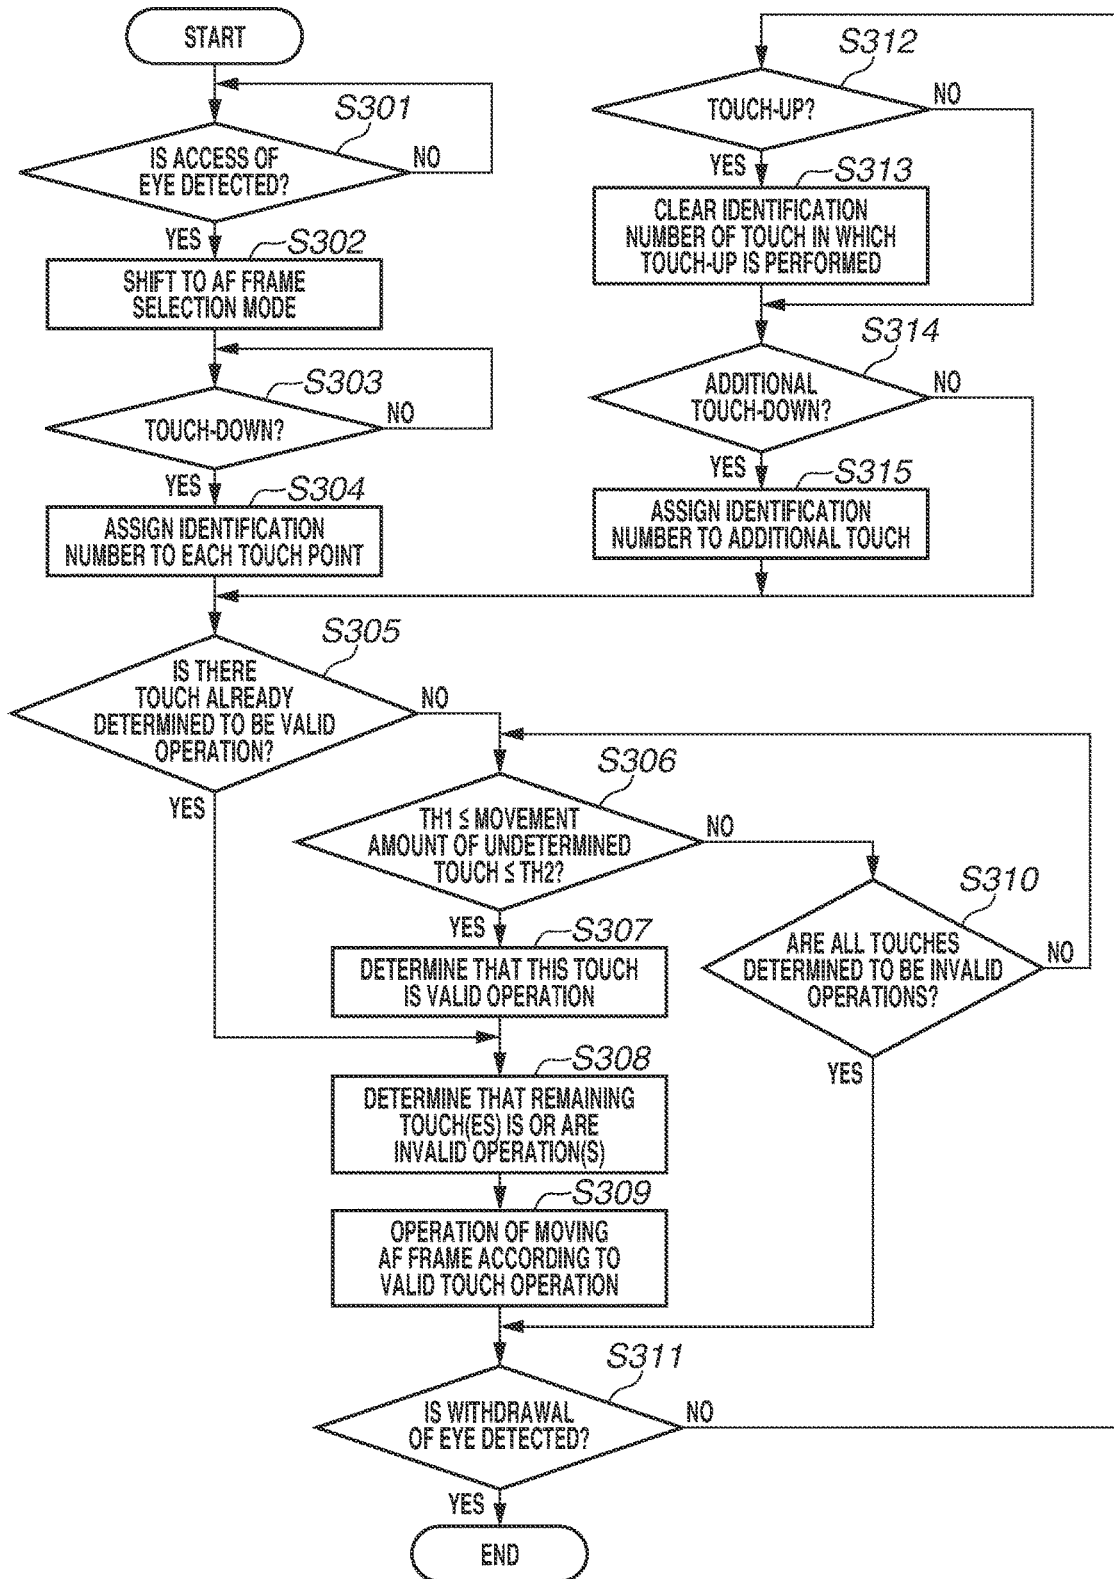 START
S301
IS ACCESS OF
EYE DETECTED?
NO
YES
S302
SHIFT TO AF FRAME
SELECTION MODE
S303
TOUCH-DOWN?
NO
YES
S304
ASSIGN IDENTIFICATION
NUMBER TO EACH TOUCH POINT
S305
IS THERE
TOUCH ALREADY
DETERMINED TO BE VALID
OPERATION?
NO
YES
S306
TH1 ≤ MOVEMENT
AMOUNT OF UNDETERMINED
TOUCH ≤ TH2?
NO
YES
S307
DETERMINE THAT THIS TOUCH
IS VALID OPERATION
S308
DETERMINE THAT REMAINING
TOUCH(ES) IS OR ARE
INVALID OPERATION(S)
S309
OPERATION OF MOVING
AF FRAME ACCORDING TO
VALID TOUCH OPERATION
S310
ARE ALL TOUCHES
DETERMINED TO BE INVALID
OPERATIONS?
NO
YES
S311
IS WITHDRAWAL
OF EYE DETECTED?
NO
YES
END
S312
TOUCH-UP?
NO
YES
S313
CLEAR IDENTIFICATION
NUMBER OF TOUCH IN WHICH
TOUCH-UP IS PERFORMED
S314
ADDITIONAL
TOUCH-DOWN?
NO
YES
S315
ASSIGN IDENTIFICATION
NUMBER TO ADDITIONAL TOUCH